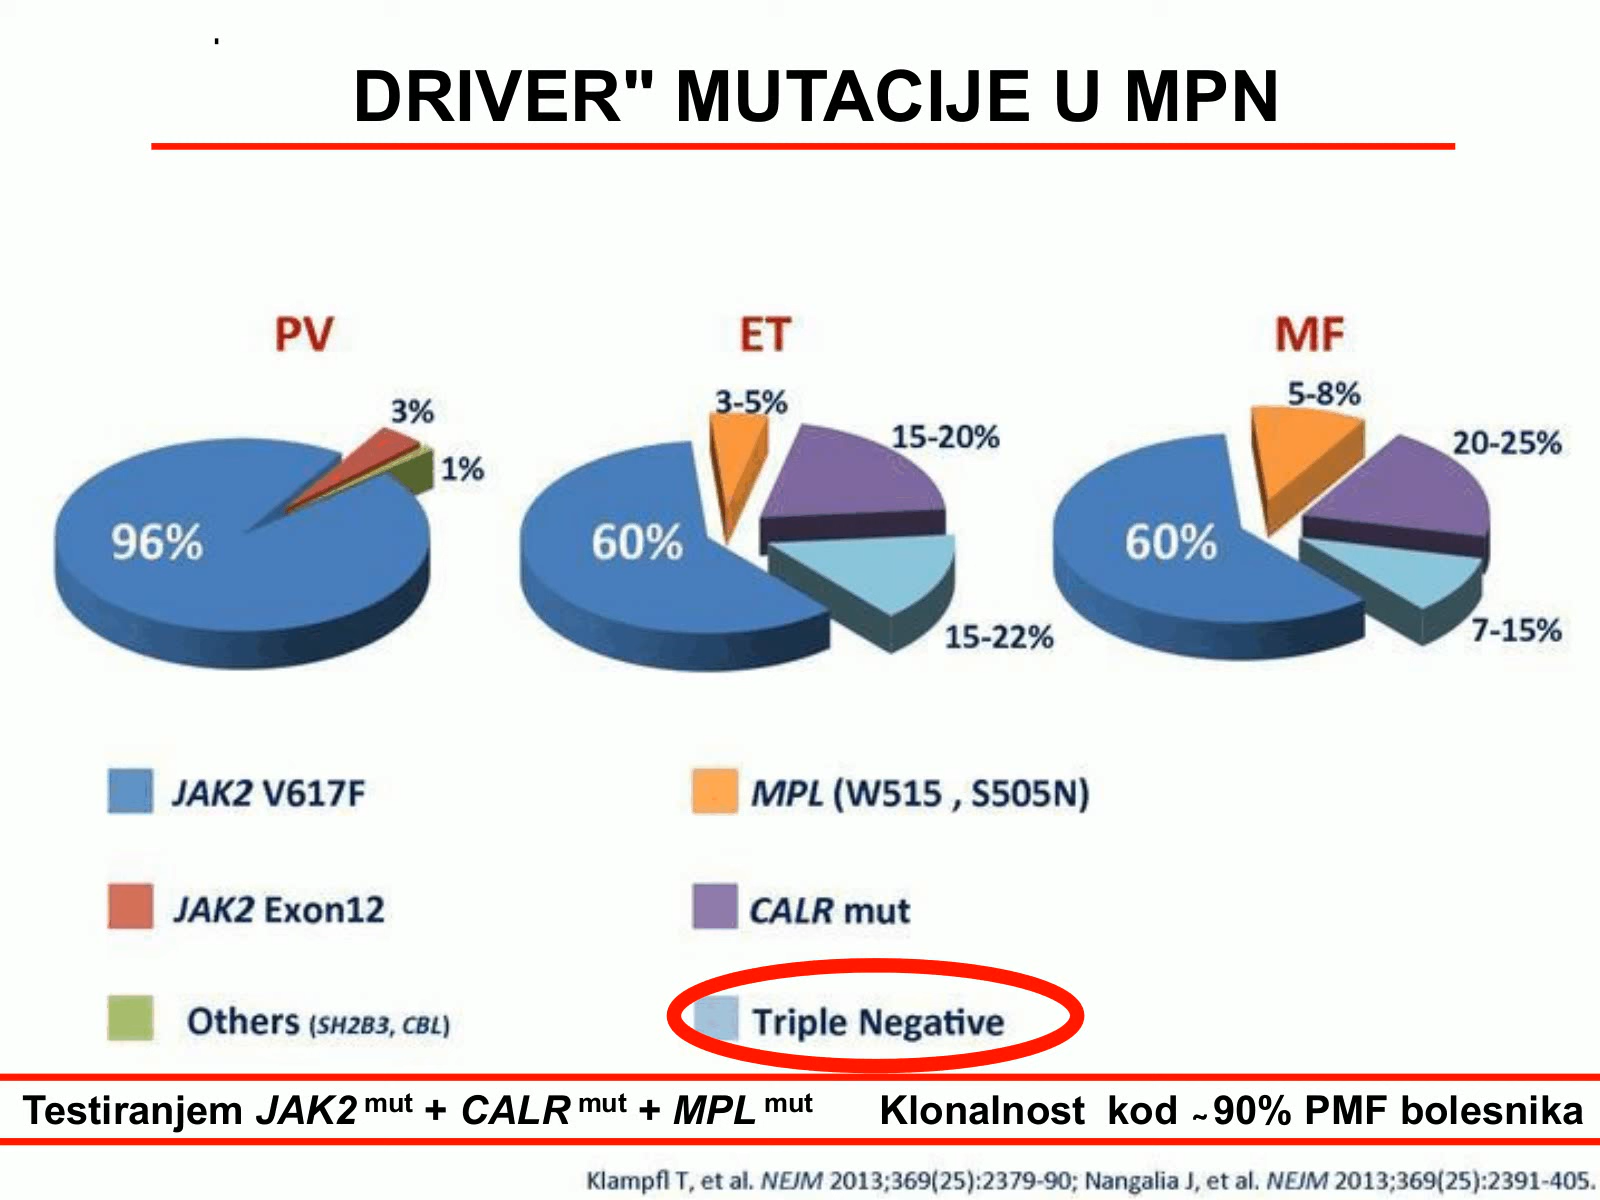 DRIVER" MUTACIJE U MPN
PV
ET
MF
3%
1%
96%
3-5%
15-20%
60%
15-22%
5-8%
20-25%
60%
7-15%
JAK2 V617F
MPL (W515 , S505N)
JAK2 Exon12
CALR mut
Others (SH2B3, CBL)
Triple Negative
Testiranjem JAK2 mut + CALR mut + MPL mut Klonalnost kod ~90% PMF bolesnika
Klampfl T, et al. NEJM 2013;369(25):2379-90; Nangalia J, et al. NEJM 2013;369(25):2391-405.